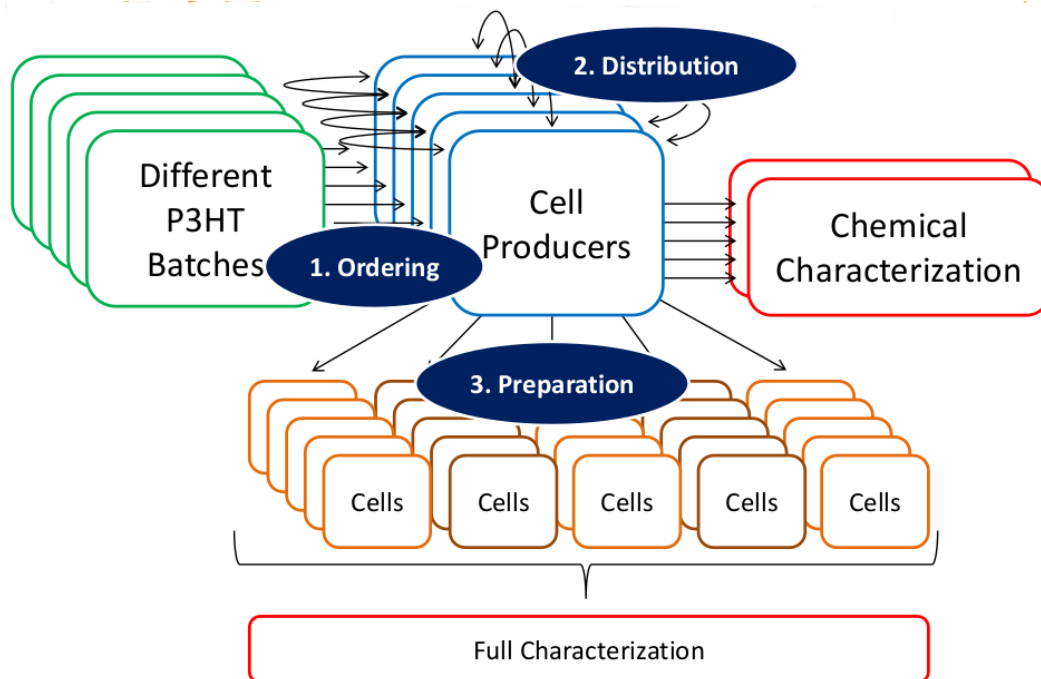 2. Distribution
Different
P3HT
Batches
Cell
Producers
Chemical
Characterization
1. Ordering
3. Preparation
Cells
Cells
Cells
Cells
Cells
Full Characterization